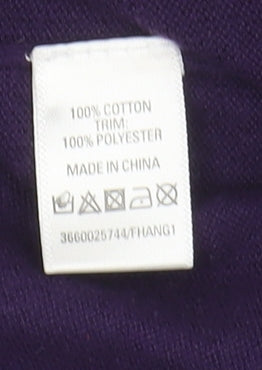 100% COTTON
TRIM:
100% POLYESTER
MADE IN CHINA
3660025744/FHANG1